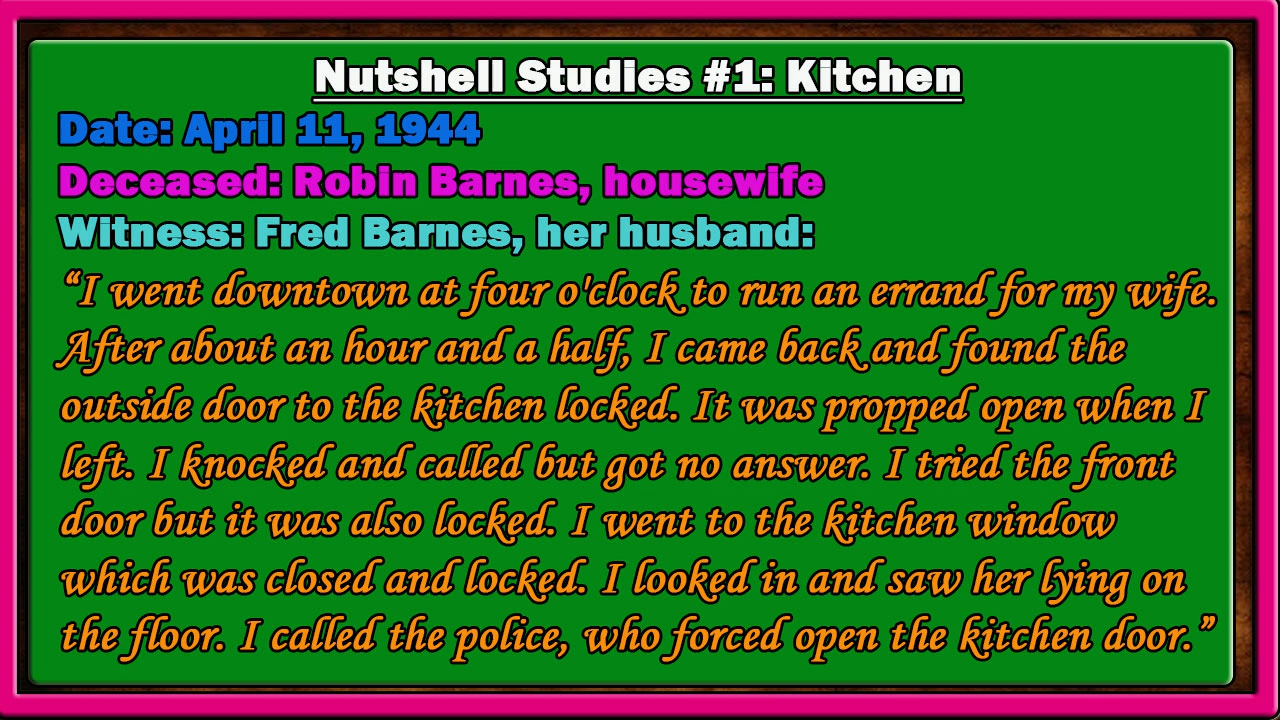 Nutshell Studies #1: Kitchen
Date: April 11, 1944
Deceased: Robin Barnes, housewife
Witness: Fred Barnes, her husband:
“I went downtown at four o'clock to run an errand for my wife.
After about an hour and a half, I came back and found the
outside door to the kitchen locked. It was propped open when I
left. I knocked and called but got no answer. I tried the front
door but it was also locked. I went to the kitchen window
which was closed and locked. I looked in and saw her lying on
the floor. I called the police, who forced open the kitchen door.”